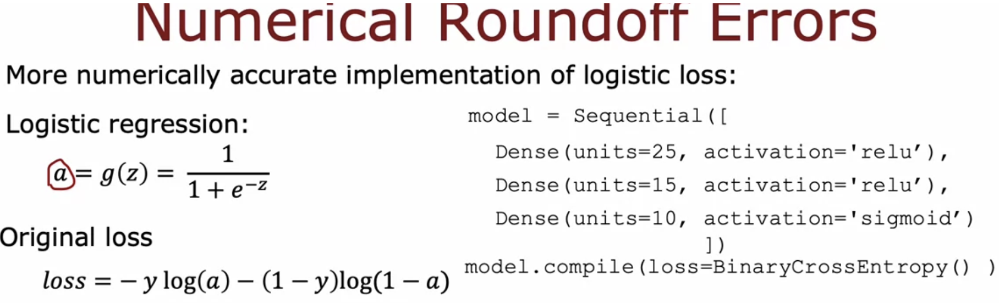 Numerical Roundoff Errors
More numerically accurate implementation of logistic loss:
Logistic regression:
a = g(z) = 1 / (1 + e^{-z})
Original loss
loss = − y log(a) − (1 − y)log(1 − a)
model = Sequential([
Dense(units=25, activation='relu’),
Dense(units=15, activation='relu’),
Dense(units=10, activation='sigmoid’)
])
model.compile(loss=BinaryCrossEntropy() )